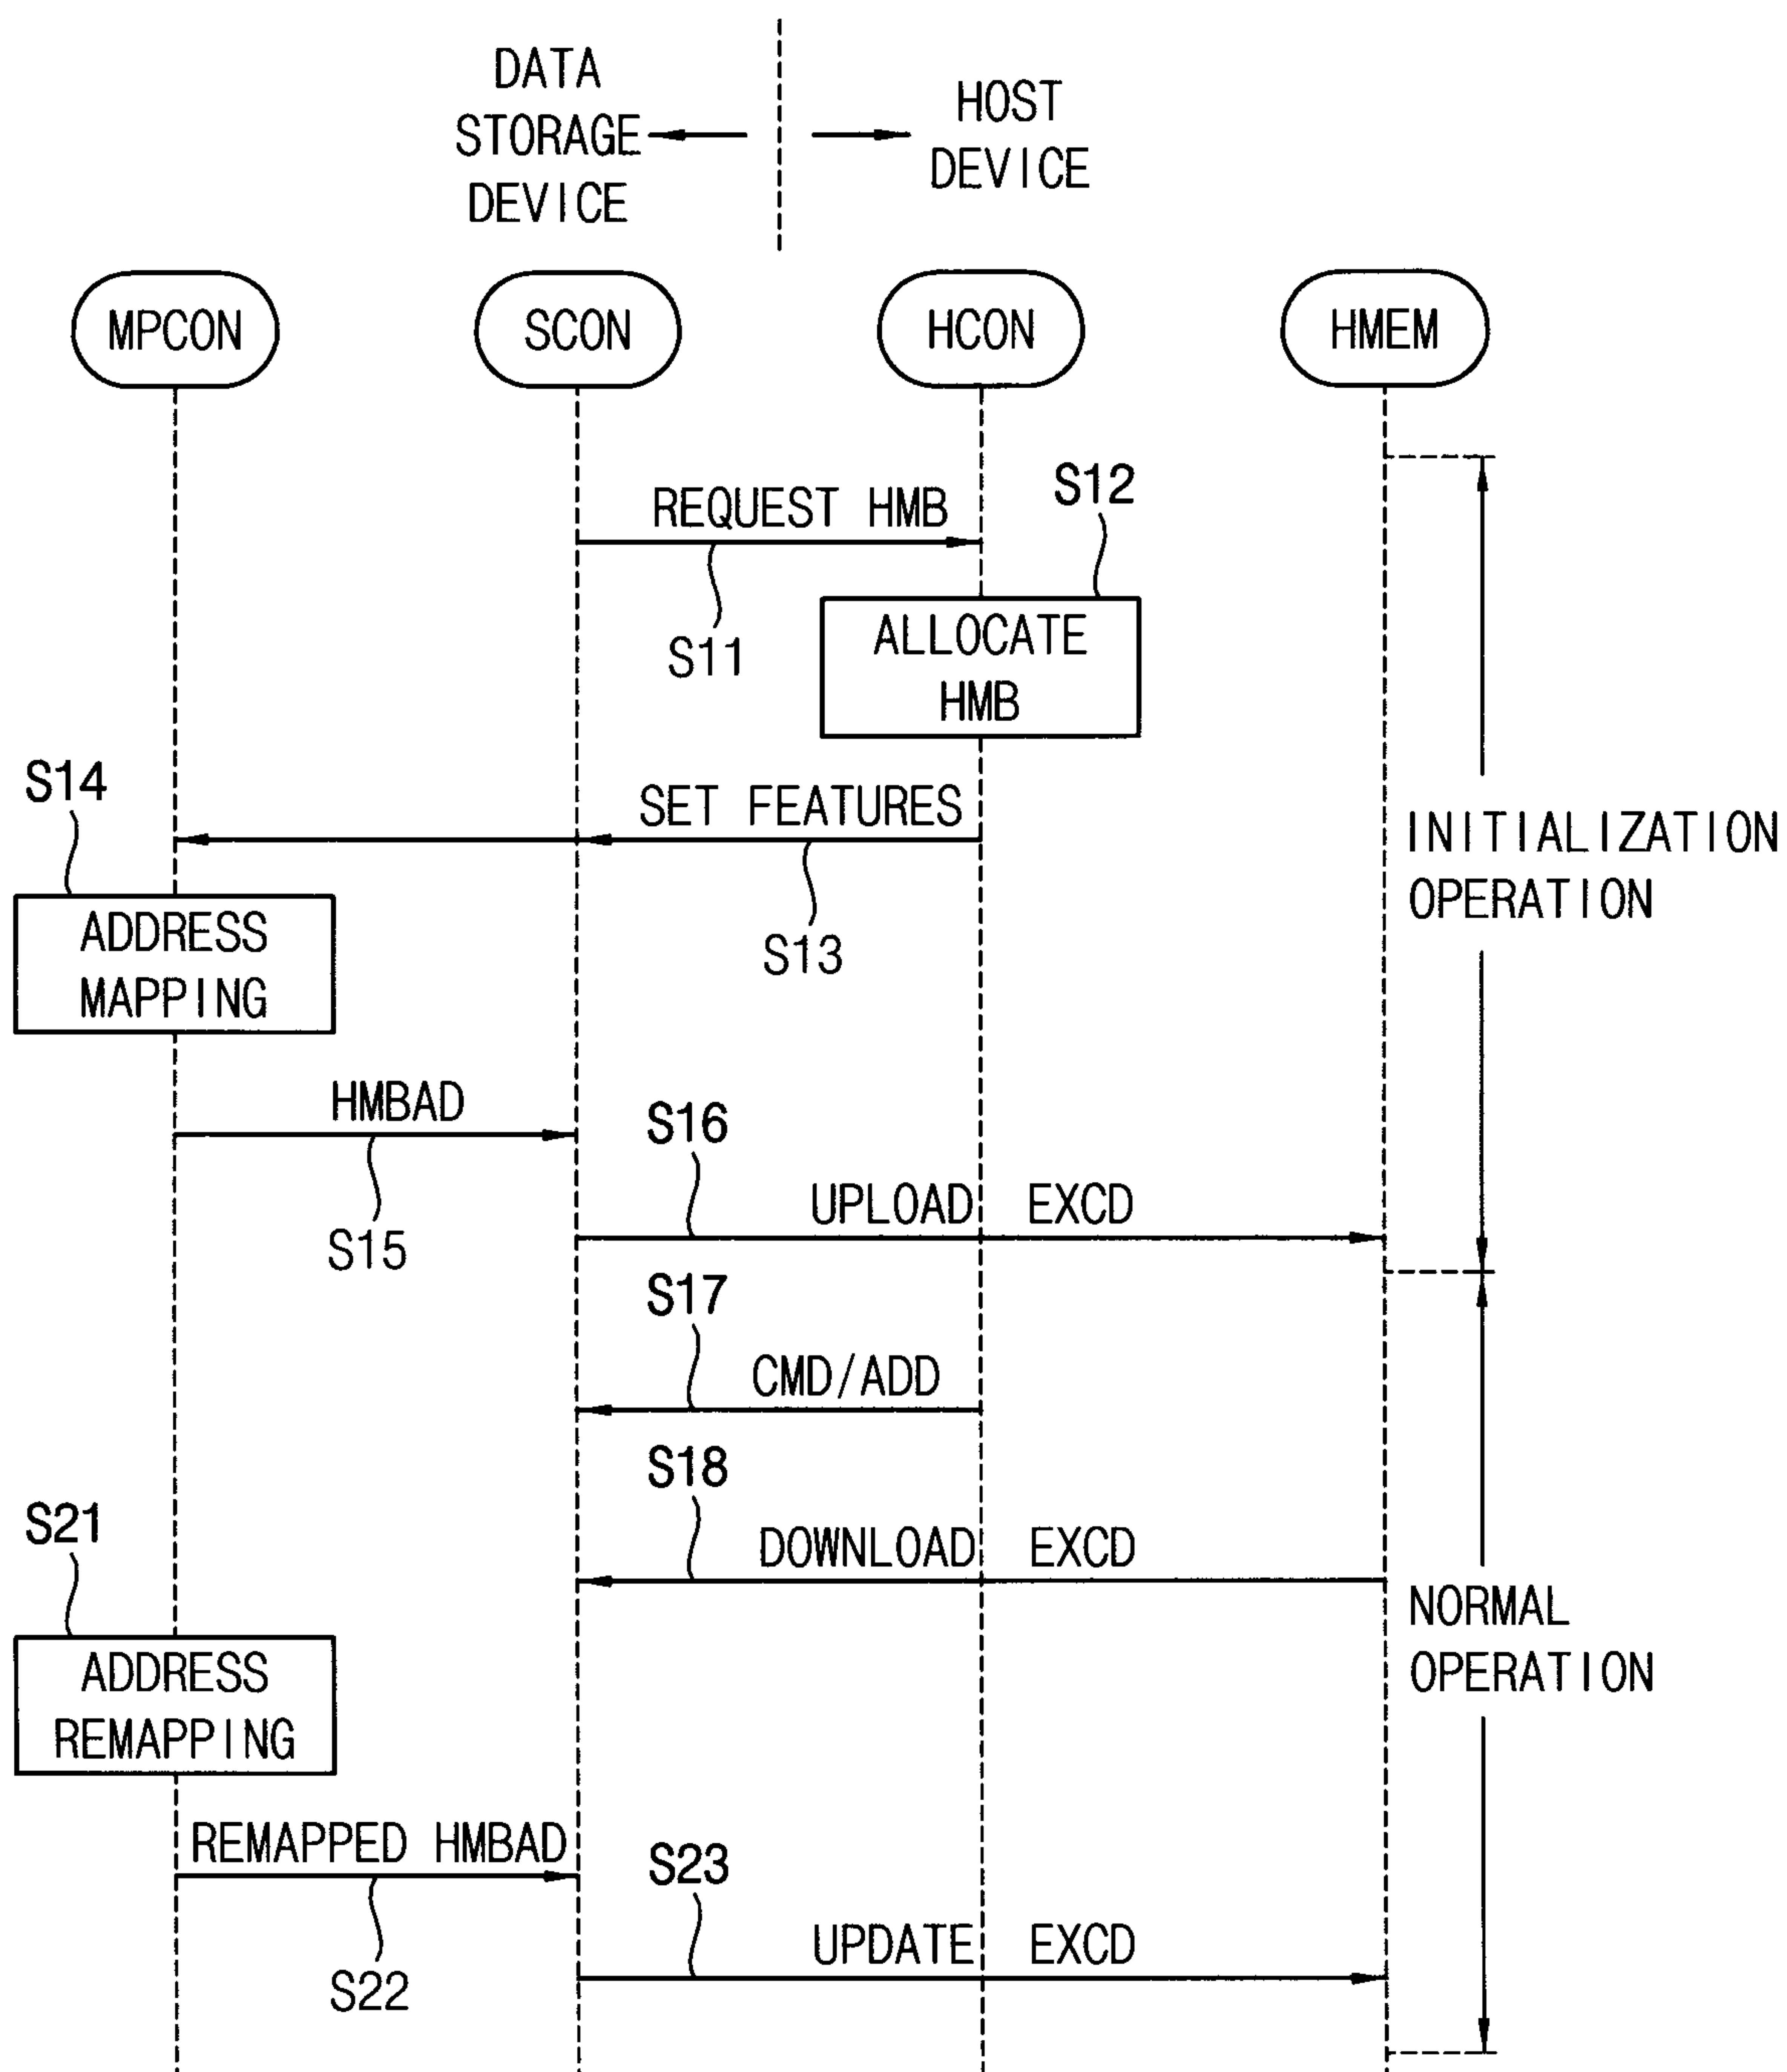 DATA
STORAGE
DEVICE
HOST
DEVICE
MPCON
SCON
HCON
HMEM
REQUEST HMB
S12
S11
ALLOCATE
HMB
S14
SET FEATURES
INITIALIZATION
OPERATION
ADDRESS
MAPPING
S13
HMBAD
S16
S15
UPLOAD EXCD
S17
CMD/ADD
S18
S21
DOWNLOAD EXCD
NORMAL
OPERATION
ADDRESS
REMAPPING
REMAPPED HMBAD
S23
S22
UPDATE EXCD